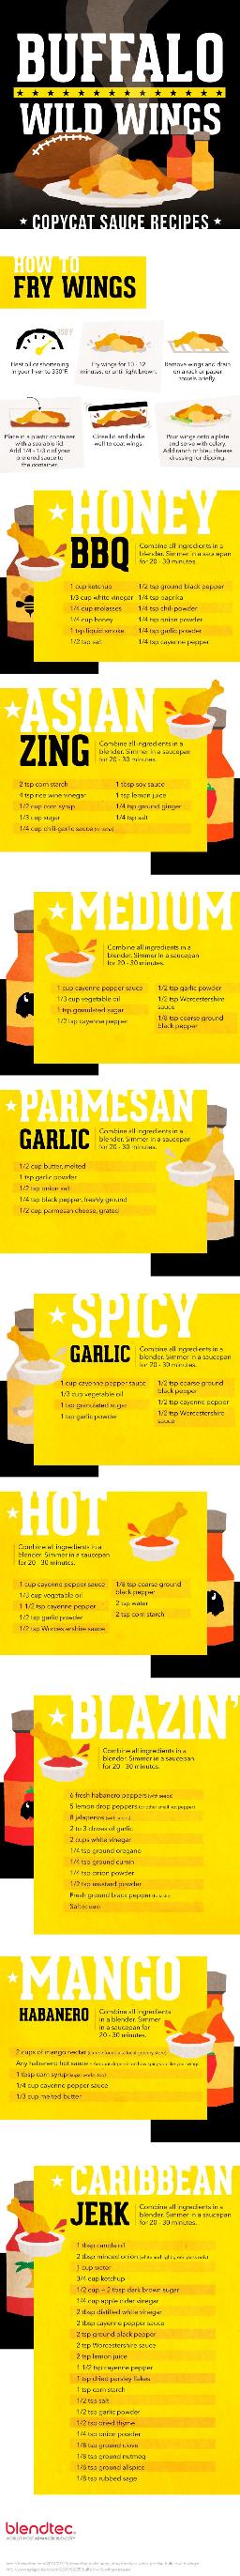 BUFFALO
WILD WINGS
COPYCAT SAUCE RECIPES
HOW TO
FRY WINGS
350°F
Heat oil or shortening
in your fryer to 350°F.
Fry wings for 10 - 12
minutes, or until light brown.
Remove wings and drain
on a rack or paper
towels briefly.
Place in a plastic container
with a sealable lid.
Add 1/4 - 1/3 cup of your
preferred sauce to
the container.
Close lid and shake
well to coat wings.
Pour wings onto a plate
and serve with celery.
Add ranch or bleu cheese
dressing for dipping.
HONEY
BBQ
Combine all ingredients in a
blender. Simmer in a saucepan
for 20 - 30 minutes.
1 cup ketchup
1/3 cup white vinegar
1/4 cup molasses
1/4 cup honey
1 tsp liquid smoke
1/2 tsp salt
1/2 tsp ground black pepper
1/4 tsp paprika
1/4 tsp chili powder
1/4 tsp onion powder
1/4 tsp garlic powder
1/4 tsp cayenne pepper
ASIAN
ZING
Combine all ingredients in a
blender. Simmer in a saucepan
for 20 - 30 minutes.
2 tsp corn starch
4 tsp rice wine vinegar
1/2 cup corn syrup
1/3 cup sugar
1/4 cup chili garlic sauce
1 tbsp soy sauce
1 tsp lemon juice
1/4 tsp ground ginger
1/4 tsp salt
MEDIUM
Combine all ingredients in a
blender. Simmer in a saucepan
for 20 - 30 minutes.
1 cup cayenne pepper sauce
1/3 cup vegetable oil
1 tsp granulated sugar
1/2 tsp cayenne pepper
1/2 tsp garlic powder
1/2 tsp Worcestershire
sauce
1/8 tsp coarse ground
black pepper
PARMESAN
GARLIC
Combine all ingredients in a
blender. Simmer in a saucepan
for 20 - 30 minutes.
1/2 cup butter, melted
1 tsp garlic powder
1/2 tsp onion salt
1/4 tsp black pepper, freshly ground
1/2 cup parmesan cheese, grated
SPICY
GARLIC
Combine all ingredients in a
blender. Simmer in a saucepan
for 20 - 30 minutes.
1 cup cayenne pepper sauce
1/3 cup vegetable oil
1 tsp granulated sugar
1 tsp garlic powder
1/2 tsp coarse ground
black pepper
1/2 tsp cayenne pepper
1/2 tsp Worcestershire
sauce
HOT
Combine all ingredients in a
blender. Simmer in a saucepan
for 20 - 30 minutes.
1 cup cayenne pepper sauce
1/3 cup vegetable oil
1 1/2 tsp cayenne pepper
1/2 tsp garlic powder
1/2 tsp Worcestershire sauce
1/8 tsp coarse ground
black pepper
2 tsp water
2 tsp corn starch
BLAZIN'
Combine all ingredients in a
blender. Simmer in a saucepan
for 20 - 30 minutes.
6 fresh habanero peppers (with seeds)
5 lemon drop peppers
8 jalapenos
2 to 3 cloves of garlic
2 cups white vinegar
1/4 tsp ground oregano
1/4 tsp ground cumin
1/4 tsp onion powder
1/2 tsp mustard powder
Fresh ground black pepper
Salt
MANGO
HABANERO
Combine all ingredients
in a blender. Simmer
in a saucepan for
20 - 30 minutes.
2 cups of mango nectar
Any habanero hot sauce
1 tbsp corn syrup
1/4 cup cayenne pepper sauce
1/3 cup melted butter
CARIBBEAN
JERK
Combine all ingredients in a
blender. Simmer in a saucepan
for 20 - 30 minutes.
1 tbsp canola oil
2 tbsp minced onion
1 cup water
3/4 cup ketchup
1/2 cup + 2 tbsp dark brown sugar
1/4 cup apple cider vinegar
2 tbsp distilled white vinegar
2 tbsp cayenne pepper sauce
2 tsp ground black pepper
2 tsp Worcestershire sauce
2 tsp lemon juice
1 1/2 tsp cayenne pepper
1 tsp dried parsley flakes
1 tsp corn starch
1/2 tsp salt
1/2 tsp garlic powder
1/2 tsp dried thyme
1/4 tsp onion powder
1/8 tsp ground clove
1/8 tsp ground nutmeg
1/8 tsp ground allspice
1/8 tsp rubbed sage
blendtec